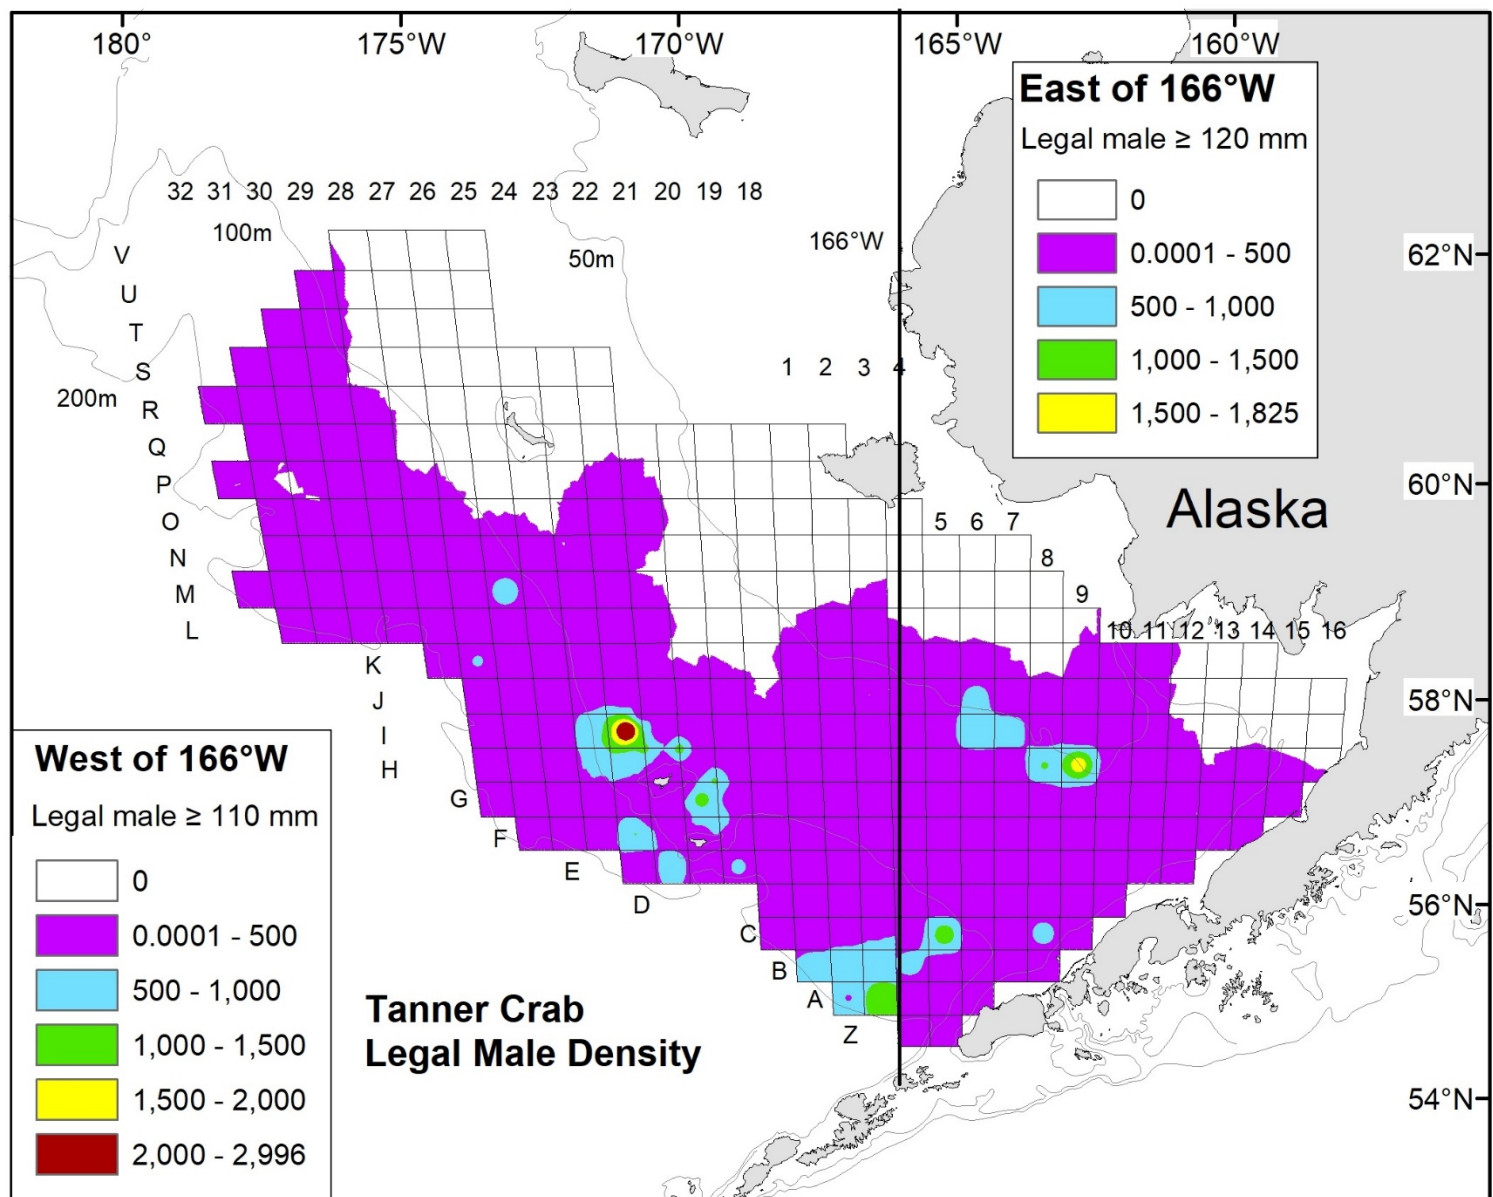 180° 175°W 170°W 165°W 160°W
East of 166°W
Legal male ≥ 120 mm
0
0.0001 - 500
500 - 1,000
1,000 - 1,500
1,500 - 1,825
32 31 30 29 28 27 26 25 24 23 22 21 20 19 18
100m
50m
166°W
62°N
V
U
T
S
R
Q
P
O
N
M
L
200m
1 2 3 4
60°N
Alaska
5 6 7
8
9
10 11 12 13 14 15 16
K
J
I
H
G
F
E
D
C
B
A
Z
58°N
56°N
54°N
West of 166°W
Legal male ≥ 110 mm
0
0.0001 - 500
500 - 1,000
1,000 - 1,500
1,500 - 2,000
2,000 - 2,996
Tanner Crab
Legal Male Density